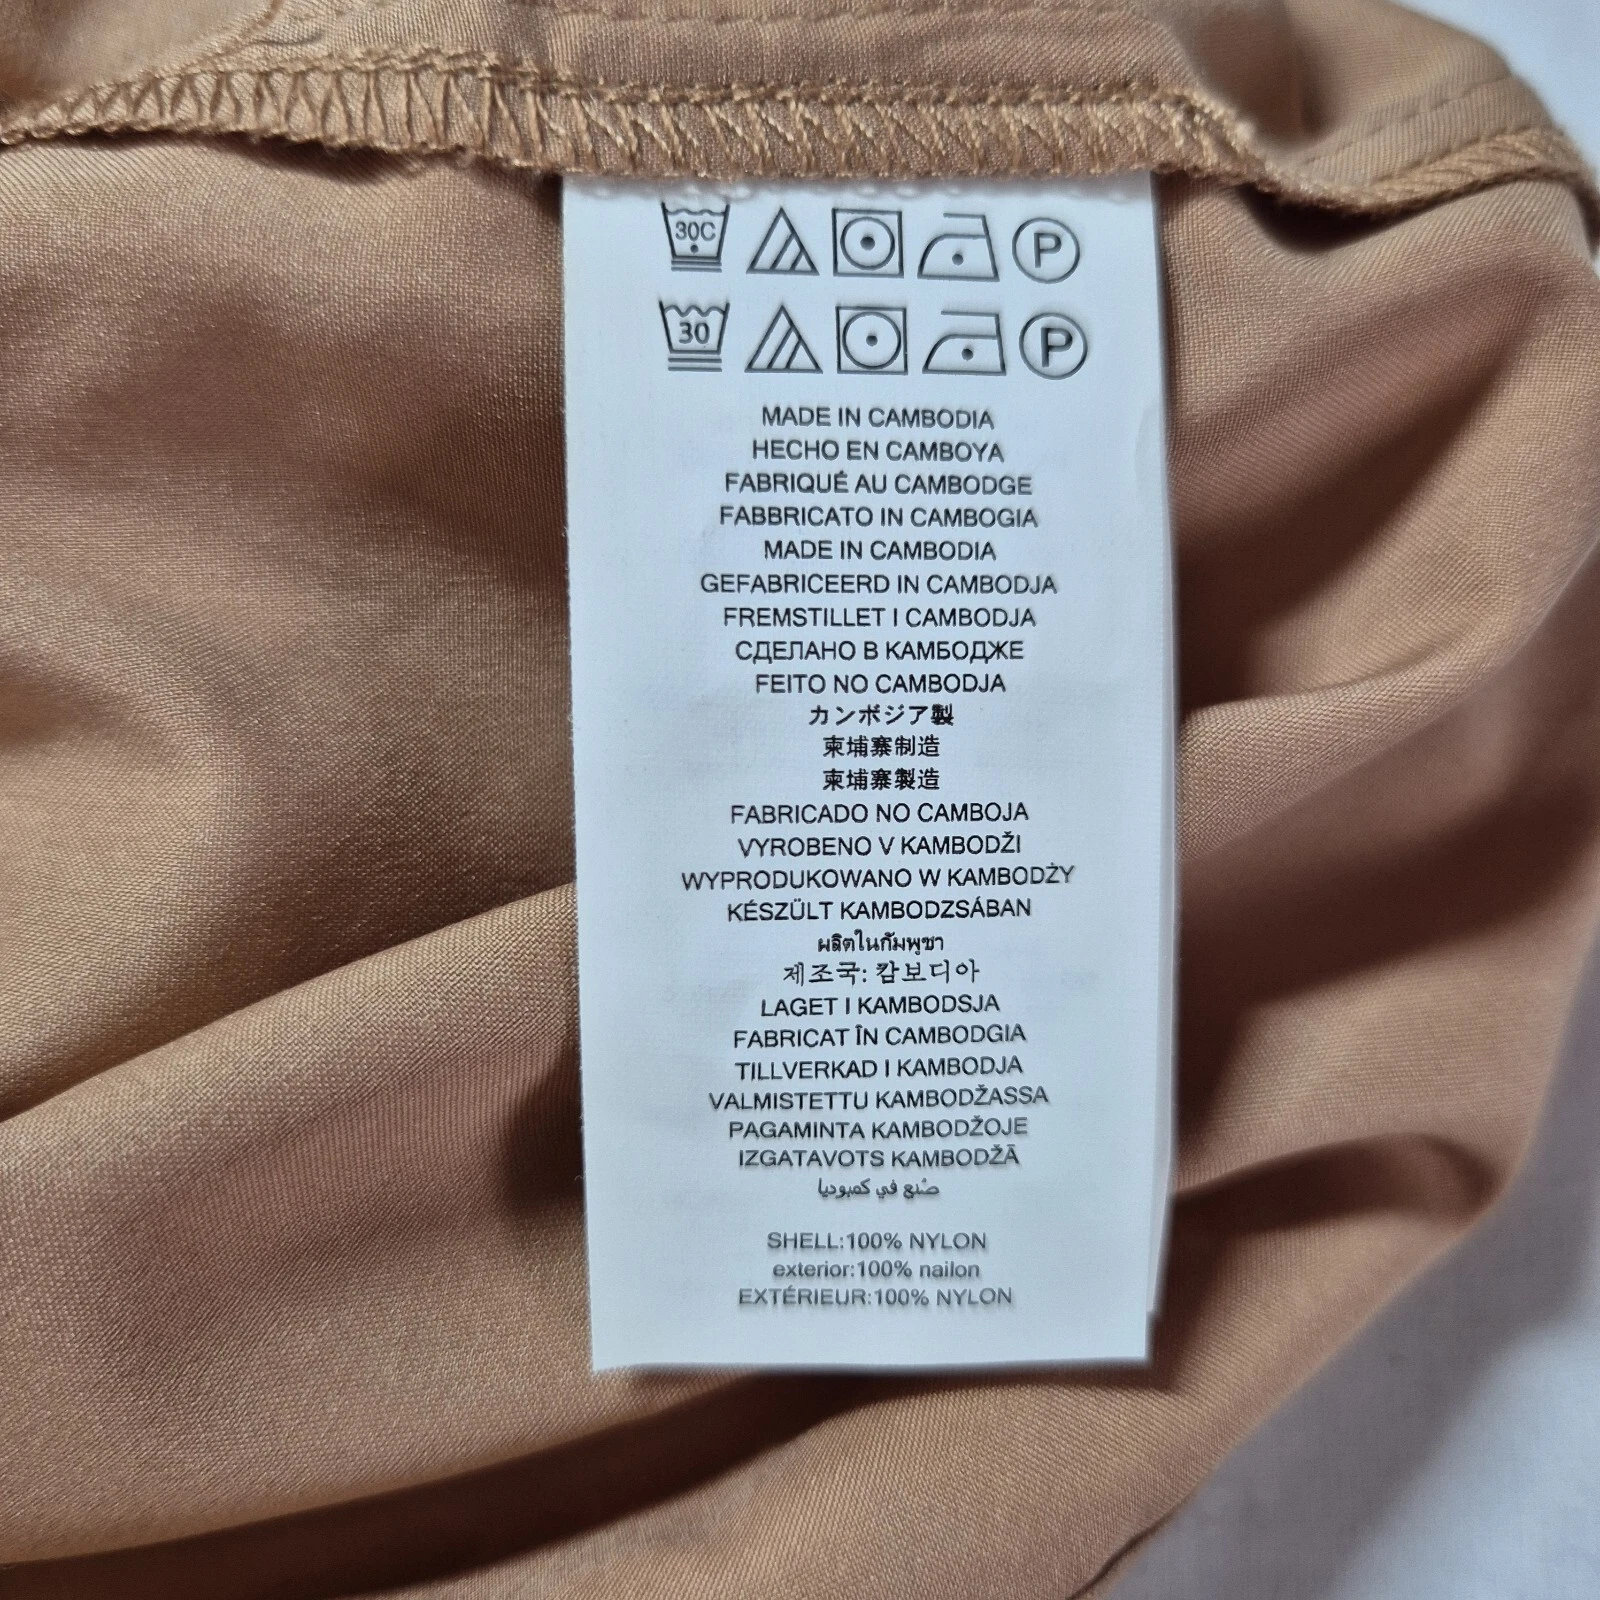 30C P
30 P
MADE IN CAMBODIA
HECHO EN CAMBOYA
FABRIQUÉ AU CAMBODGE
FABBRICATO IN CAMBOGIA
MADE IN CAMBODIA
GEFABRICEERD IN CAMBODJA
FREMSTILLET I CAMBODJA
СДЕЛАНО В КАМБОДЖЕ
FEITO NO CAMBODJA
カンボジア製
柬埔寨制造
柬埔寨製造
FABRICADO NO CAMBOJA
VYROBENO V KAMBODŽI
WYPRODUKOWANO W KAMBODŻY
KÉSZÜLT KAMBODZSÁBAN
ผลิตในกัมพูชา
제조국: 캄보디아
LAGET I KAMBODSJA
FABRICAT ÎN CAMBODGIA
TILLVERKAD I KAMBODJA
VALMISTETTU KAMBODŽASSA
PAGAMINTA KAMBODŽOJE
IZGATAVOTS KAMBODŽĀ
صُنع في كمبوديا
SHELL:100% NYLON
exterior:100% nailon
EXTÉRIEUR:100% NYLON